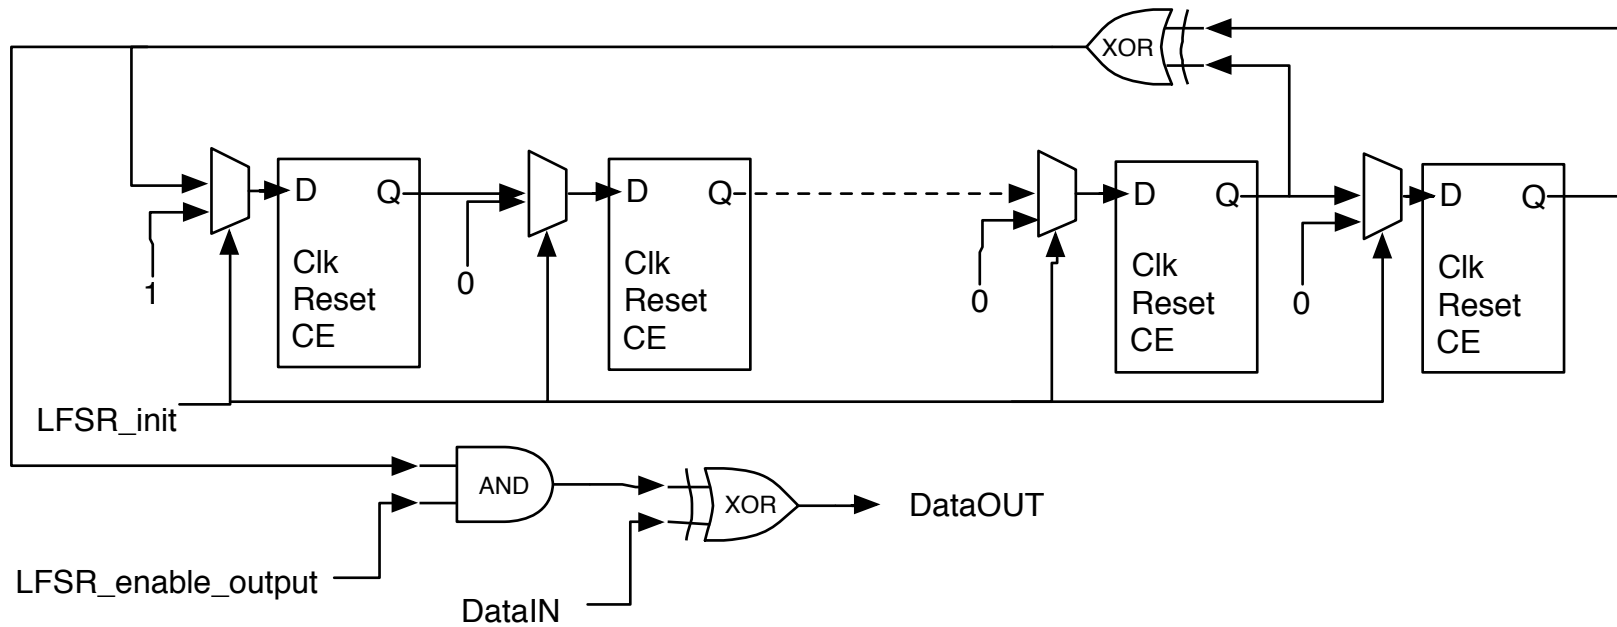 XOR
D Q
D Q
D Q
D Q
Clk
Reset
CE
Clk
Reset
CE
Clk
Reset
CE
Clk
Reset
CE
1
0
0
0
LFSR_init
AND
XOR
DataOUT
LFSR_enable_output
DataIN